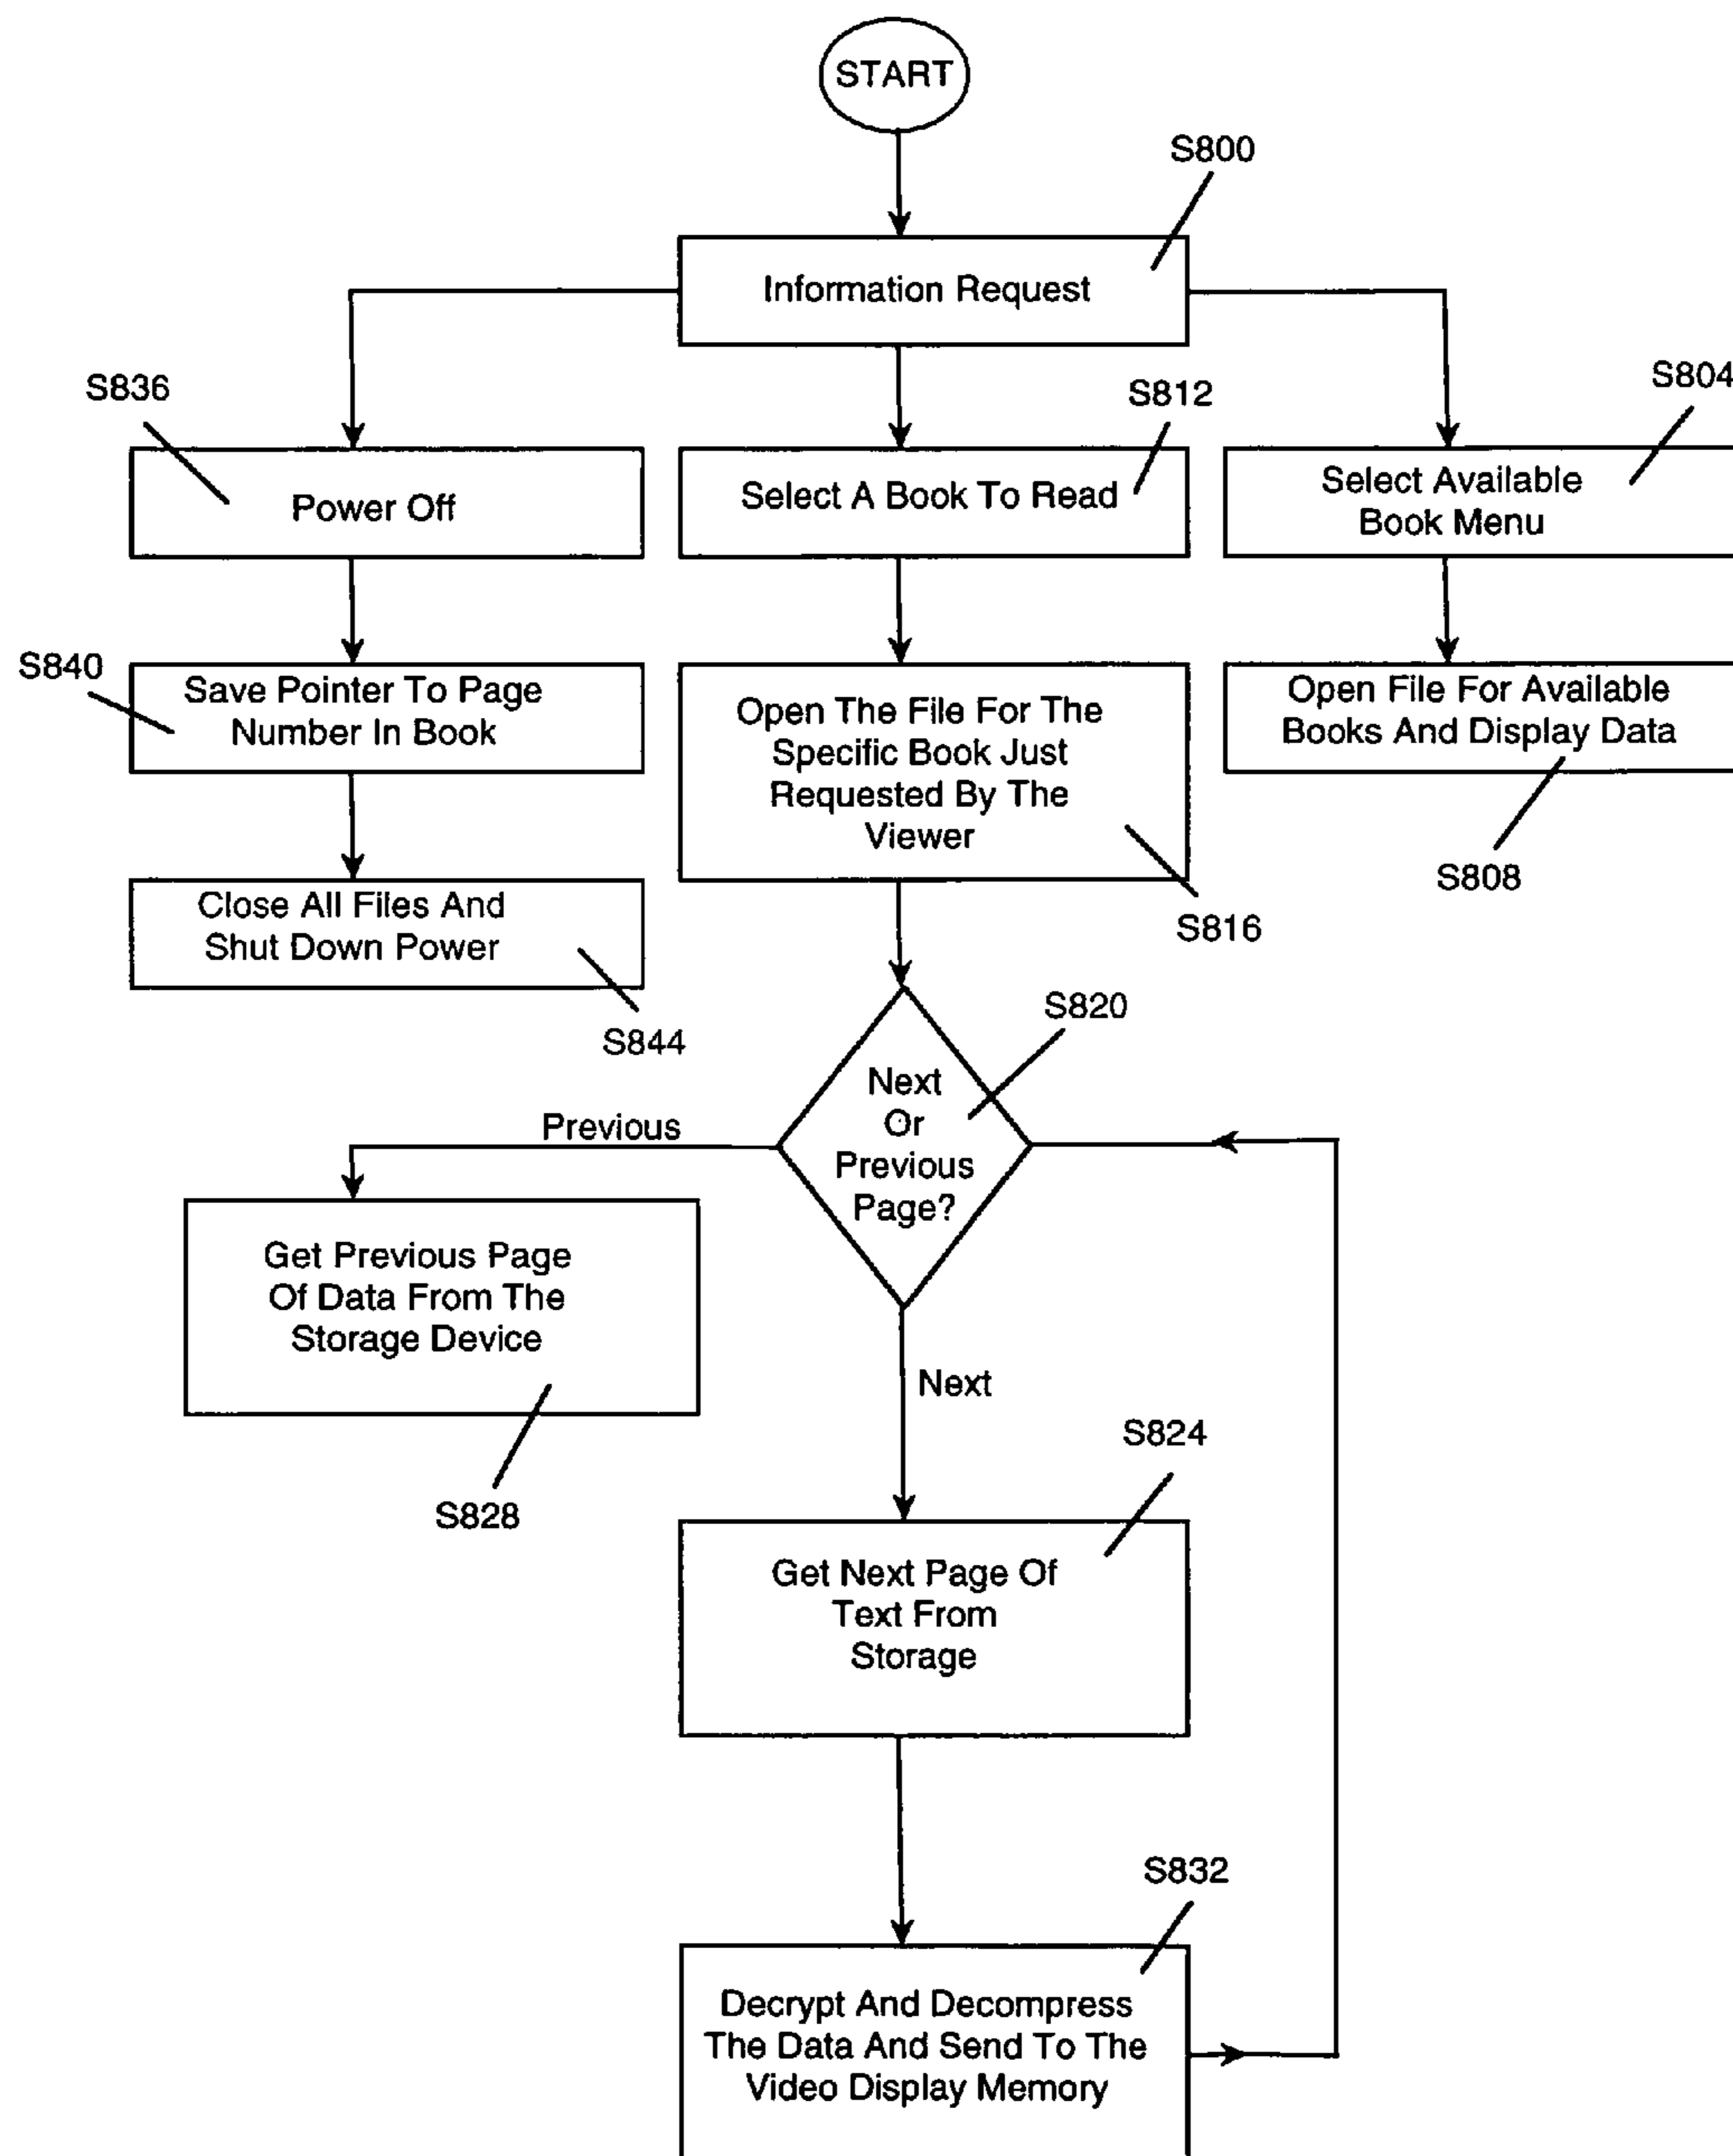 START
S800
Information Request
S836
S812
S804
Power Off
Select A Book To Read
Select Available
Book Menu
S840
Save Pointer To Page
Number In Book
Open The File For The
Specific Book Just
Requested By The
Viewer
Open File For Available
Books And Display Data
S808
Close All Files And
Shut Down Power
S816
S844
S820
Next
Or
Previous
Page?
Previous
Get Previous Page
Of Data From The
Storage Device
Next
S828
S824
Get Next Page Of
Text From
Storage
S832
Decrypt And Decompress
The Data And Send To The
Video Display Memory